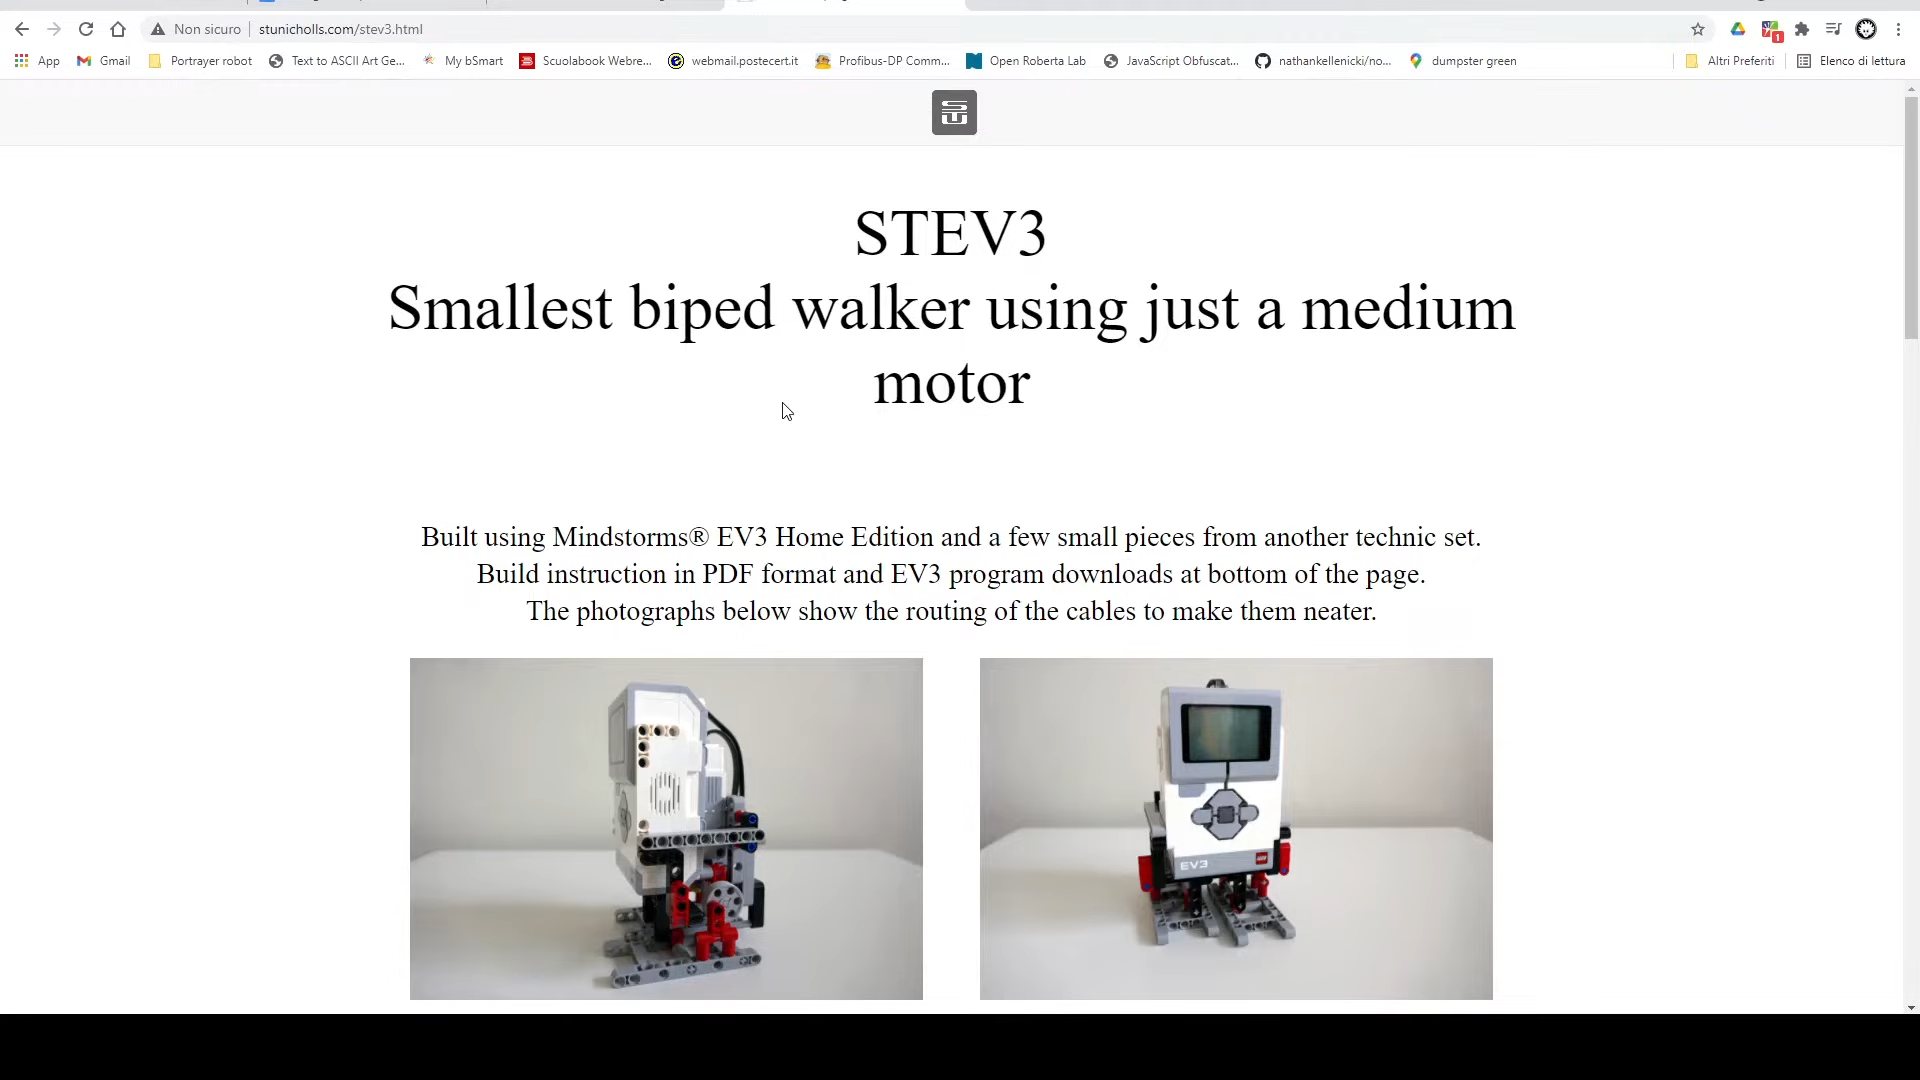 Non sicuro stunicholls.com/stev3.html
App Gmail Portrayer robot Text to ASCII Art Ge... My bSmart Scuolabook Webre... webmail.postecert.it Profibus-DP Comm... Open Roberta Lab JavaScript Obfuscat... nathankellenicki/no... dumpster green Altri Preferiti Elenco di lettura
STEV3
Smallest biped walker using just a medium
motor
Built using Mindstorms® EV3 Home Edition and a few small pieces from another technic set.
Build instruction in PDF format and EV3 program downloads at bottom of the page.
The photographs below show the routing of the cables to make them neater.
EV3